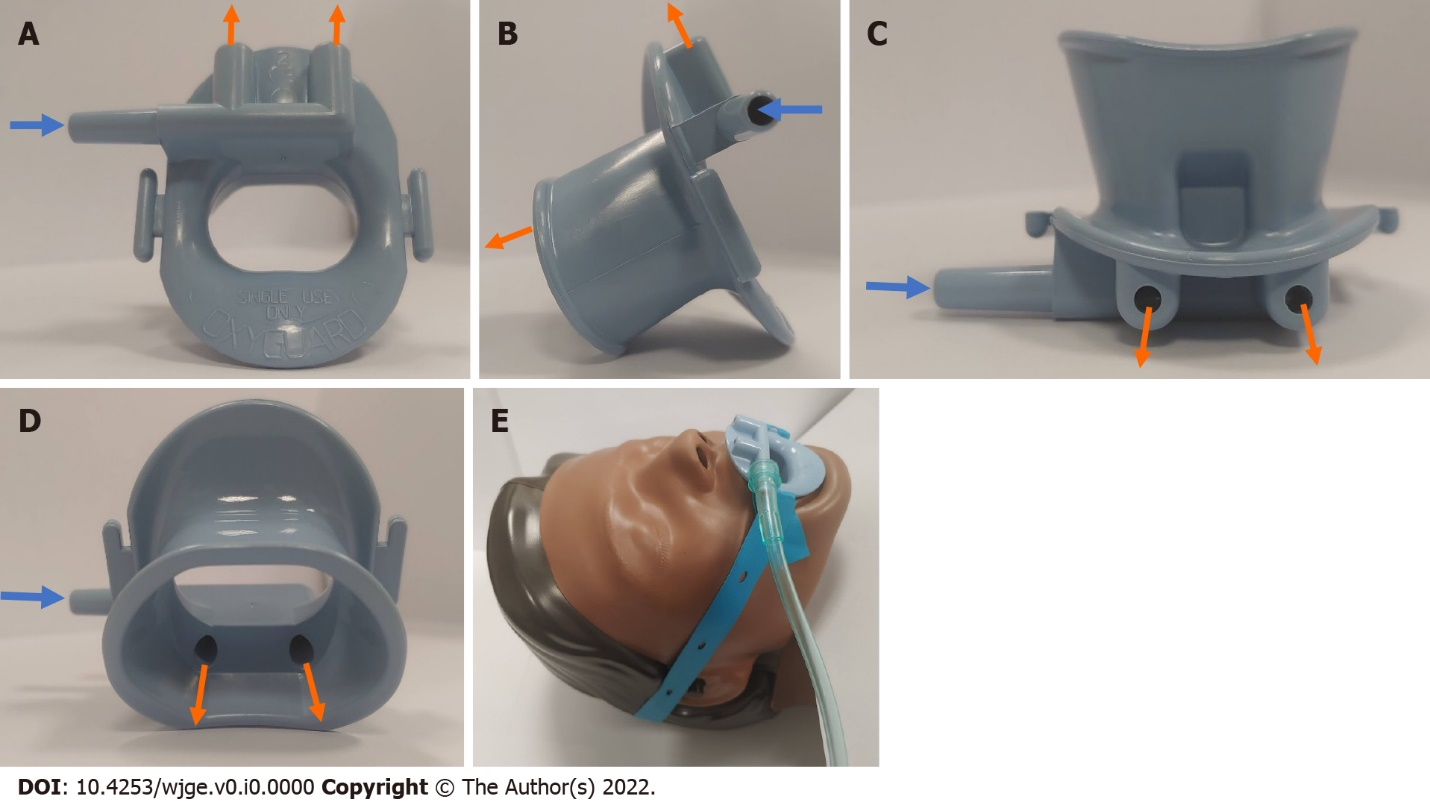 A
B
C
SINGLE USE
ONLY
OXYGUARD
D
E
DOI: 10.4253/wjge.v0.i0.0000 Copyright © The Author(s) 2022.